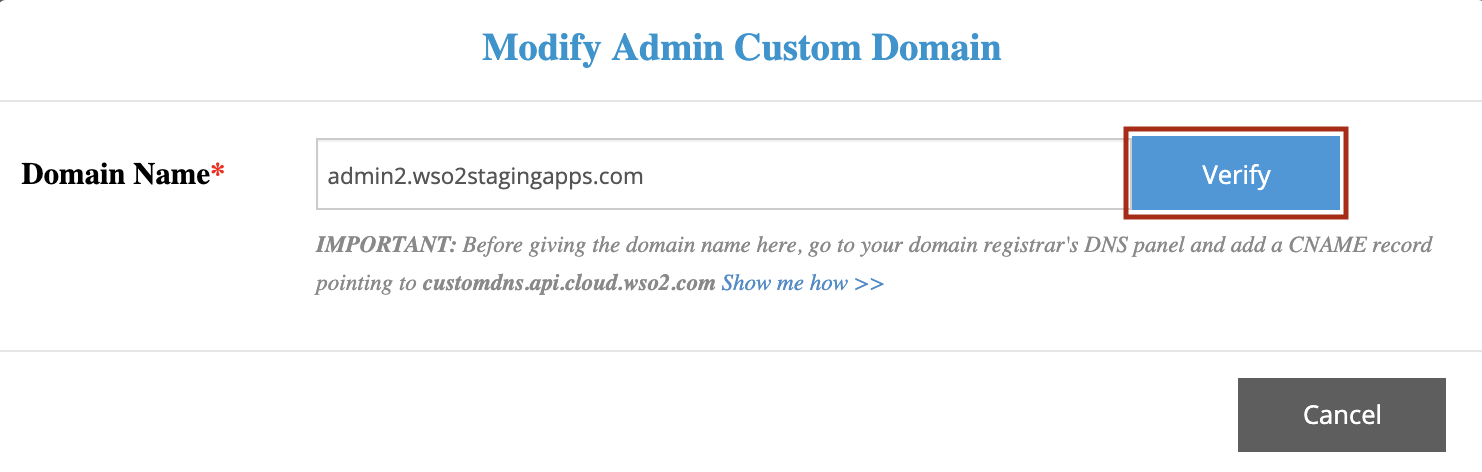 Modify Admin Custom Domain
Domain Name*
admin2.wso2stagingapps.com
Verify
IMPORTANT: Before giving the domain name here, go to your domain registrar's DNS panel and add a CNAME record
pointing to customdns.api.cloud.wso2.com Show me how >>
Cancel